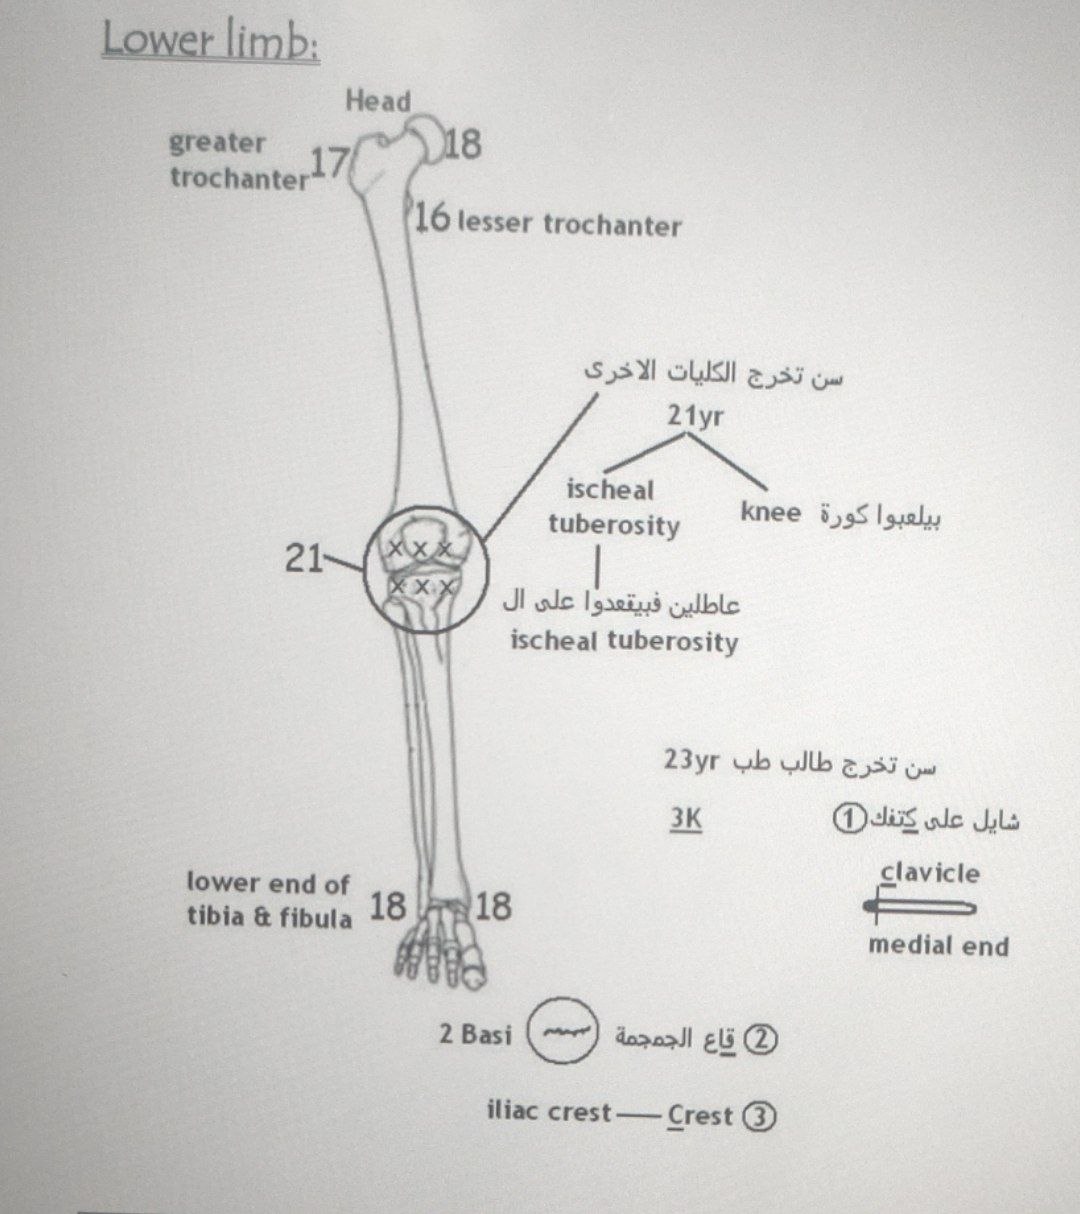 Lower limb:
Head
greater
trochanter
17
18
16 lesser trochanter
سن تخرج الكليات الاخرى
21yr
ischeal
tuberosity
knee بيلعبوا كورة
21
x x x
x x x
عاطلين فبيقعدوا على ال
ischeal tuberosity
سن تخرج طالب طب 23yr
3K
① شايل على كتفك
clavicle
medial end
lower end of
tibia & fibula
18
18
② قاع الجمجمة
2 Basi
③ Crest
iliac crest